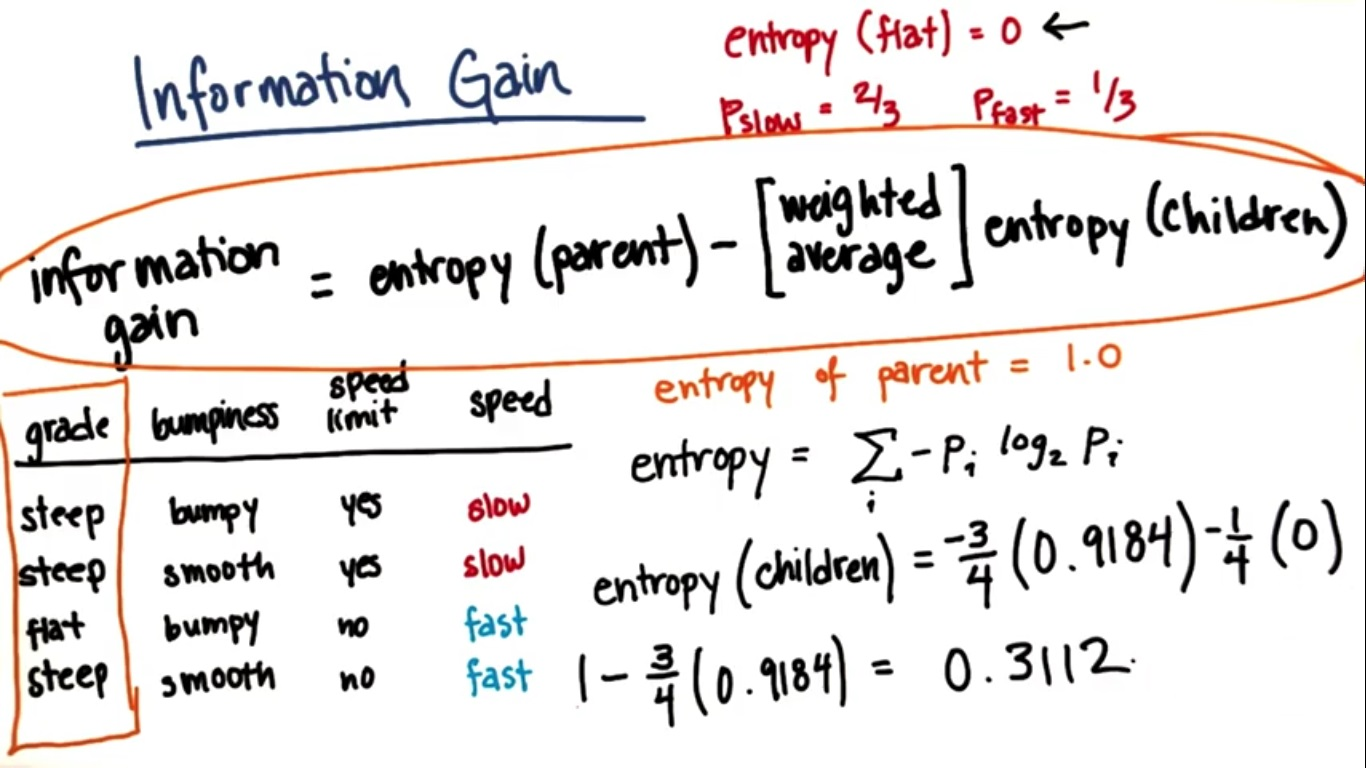 Information Gain
entropy (flat) = 0 ←
Pslow = 2/3 Pfast = 1/3
information gain = entropy (parent) - [weighted average] entropy (children)
entropy of parent = 1.0
grade bumpiness speed limit speed
steep bumpy yes slow
steep smooth yes slow
flat bumpy no fast
steep smooth no fast
entropy = Σi -Pi log2 Pi
entropy (children) = -3/4 (0.9184) - 1/4 (0)
1 - 3/4 (0.9184) = 0.3112